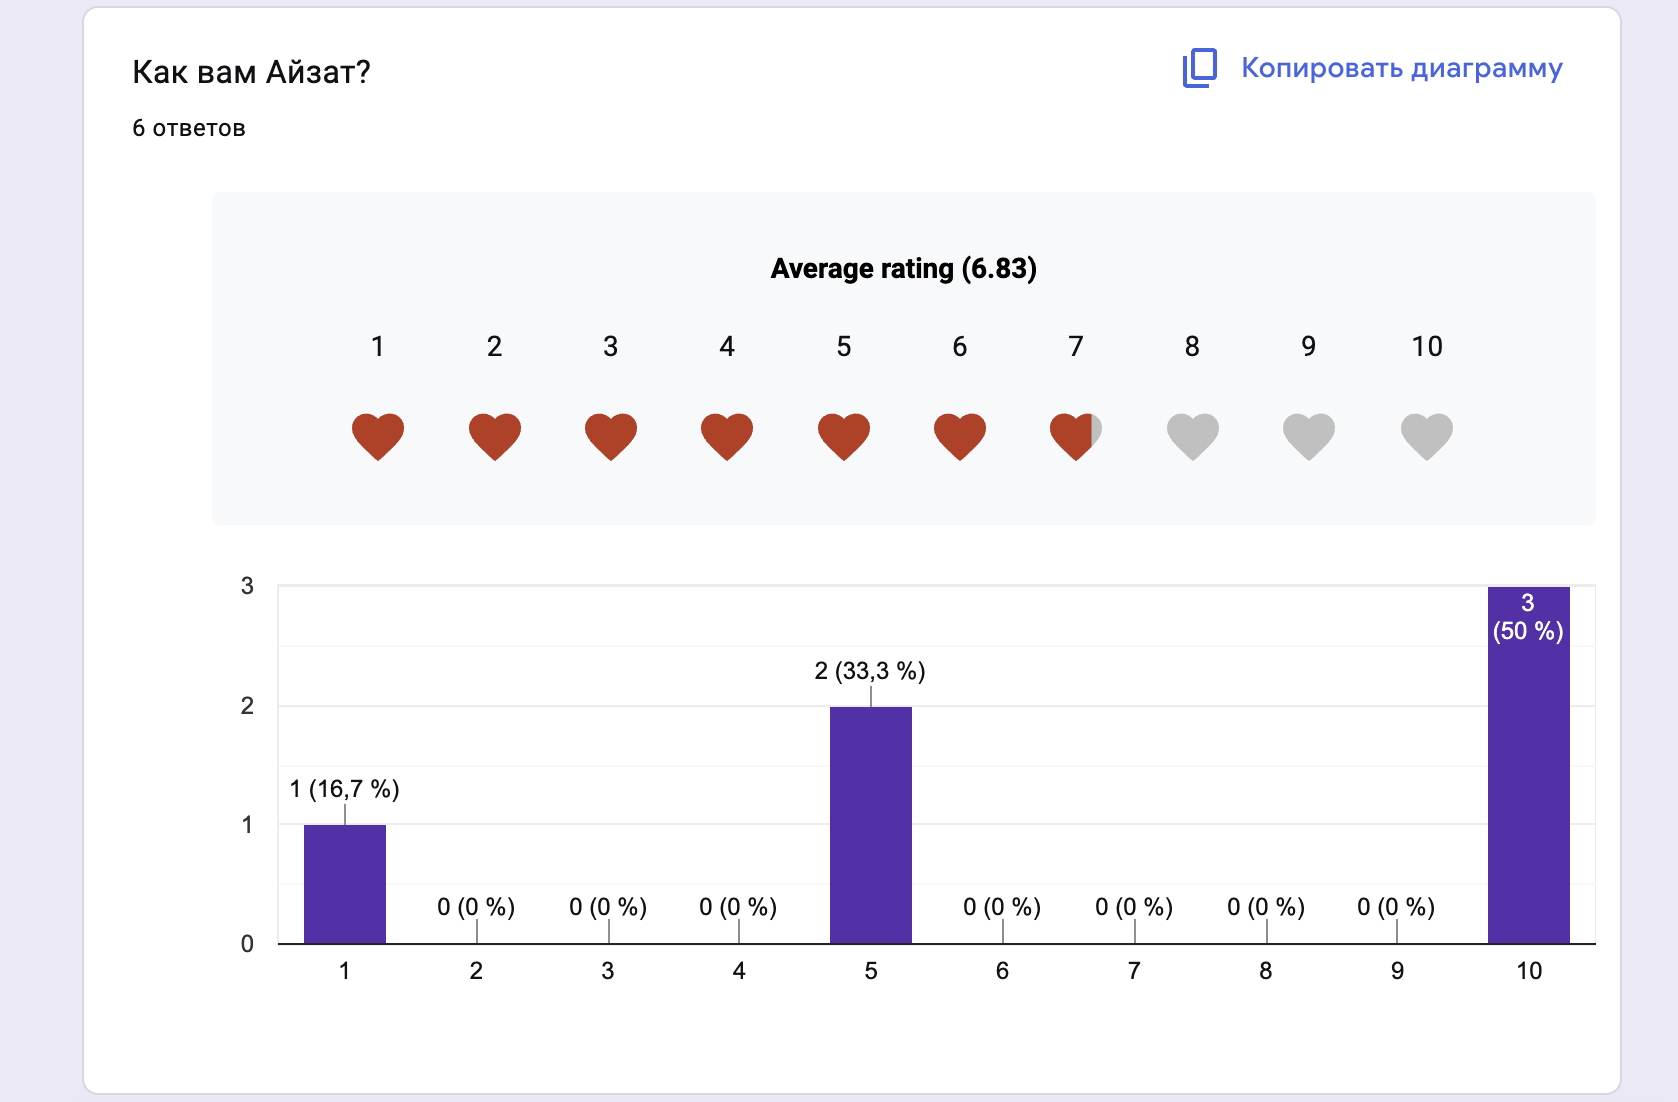 Как вам Айзат?
Копировать диаграмму
6 ответов
Average rating (6.83)
1 2 3 4 5 6 7 8 9 10
3
3
(50 %)
2 (33,3 %)
2
1 (16,7 %)
1
0 (0 %) 0 (0 %) 0 (0 %) 0 (0 %) 0 (0 %) 0 (0 %) 0 (0 %)
0
1 2 3 4 5 6 7 8 9 10